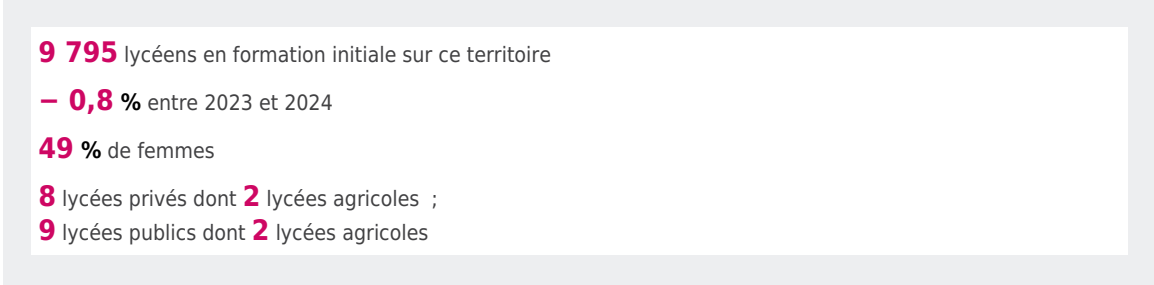 9 795 lycéens en formation initiale sur ce territoire
− 0,8 % entre 2023 et 2024
49 % de femmes
8 lycées privés dont 2 lycées agricoles  ;
9 lycées publics dont 2 lycées agricoles